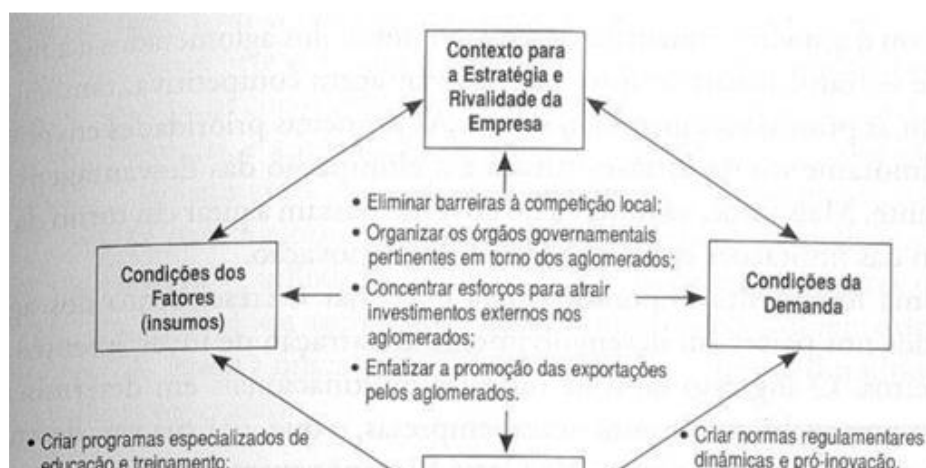 Contexto para
a Estratégia e
Rivalidade da
Empresa
• Eliminar barreiras à competição local;
• Organizar os órgãos governamentais
pertinentes em torno dos aglomerados;
Condições dos
Fatores
(insumos)
• Concentrar esforços para atrair
investimentos externos nos
aglomerados;
Condições da
Demanda
• Enfatizar a promoção das exportações
pelos aglomerados.
• Criar programas especializados de
educação e treinamento;
• Criar normas regulamentares
dinâmicas e pró-inovação,